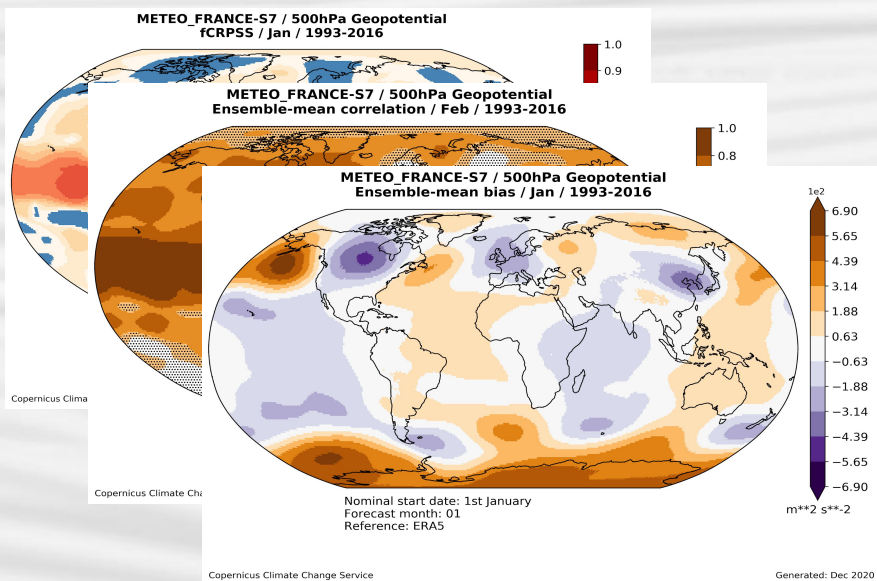 METEO_FRANCE-S7 / 500hPa Geopotential
fCRPSS / Jan / 1993-2016
1.0
0.9
Copernicus Clima
METEO_FRANCE-S7 / 500hPa Geopotential
Ensemble-mean correlation / Feb / 1993-2016
1.0
0.8
Copernicus Climate Cha
METEO_FRANCE-S7 / 500hPa Geopotential
Ensemble-mean bias / Jan / 1993-2016
1e2
6.90
5.65
4.39
3.14
1.88
0.63
−0.63
−1.88
−3.14
−4.39
−5.65
−6.90
m**2 s**-2
Nominal start date: 1st January
Forecast month: 01
Reference: ERA5
Copernicus Climate Change Service
Generated: Dec 2020